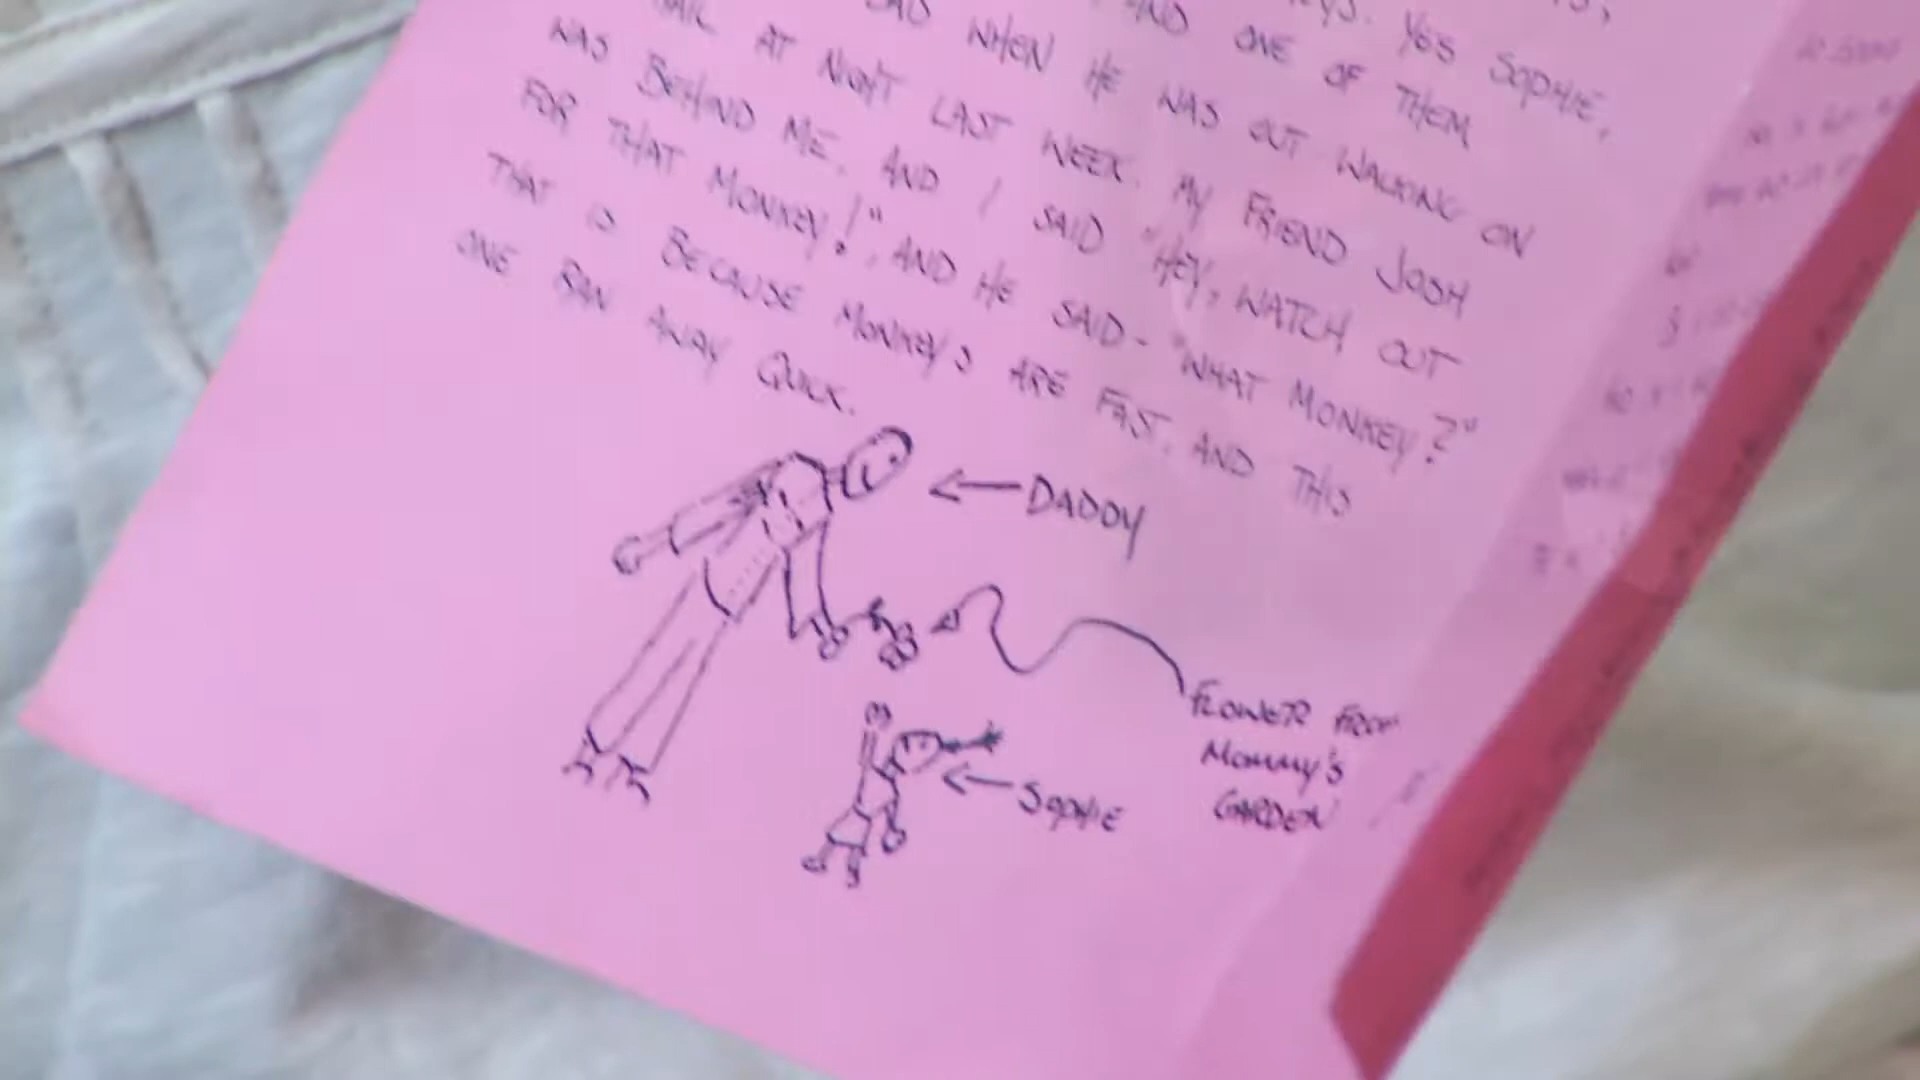 YES SOPHIE,
AND ONE OF THEM
WHEN HE WAS OUT WALKING ON
AT NIGHT LAST WEEK. MY FRIEND JOSH
WAS BEHIND ME. AND I SAID "HEY, WATCH OUT
FOR THAT MONKEY!", AND HE SAID- "WHAT MONKEY?"
THAT IS BECAUSE MONKEYS ARE FAST. AND THIS
ONE RAN AWAY QUICK.
DADDY
FLOWER FROM
MOMMY'S
GARDEN
SOPHIE